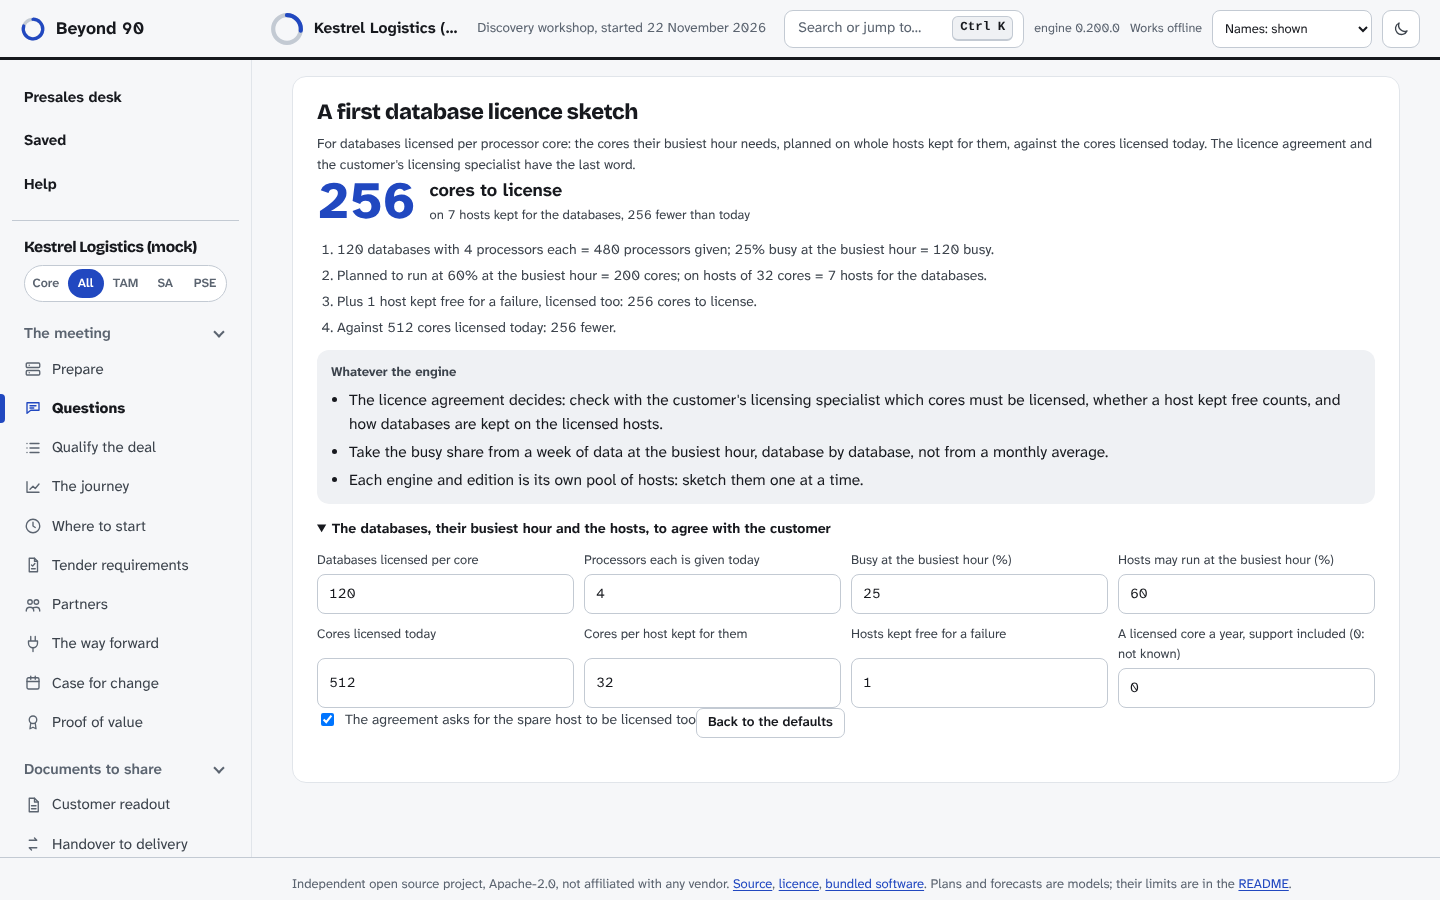 Beyond 90
Kestrel Logistics (...
Discovery workshop, started 22 November 2026
Search or jump to...
Ctrl K
engine 0.200.0
Works offline
Names: shown
Presales desk
Saved
Help
Kestrel Logistics (mock)
Core All TAM SA PSE
The meeting
Prepare
Questions
Qualify the deal
The journey
Where to start
Tender requirements
Partners
The way forward
Case for change
Proof of value
Documents to share
Customer readout
Handover to delivery
A first database licence sketch
For databases licensed per processor core: the cores their busiest hour needs, planned on whole hosts kept for them, against the cores licensed today. The licence agreement and
the customer's licensing specialist have the last word.
256
cores to license
on 7 hosts kept for the databases, 256 fewer than today
1. 120 databases with 4 processors each = 480 processors given; 25% busy at the busiest hour = 120 busy.
2. Planned to run at 60% at the busiest hour = 200 cores; on hosts of 32 cores = 7 hosts for the databases.
3. Plus 1 host kept free for a failure, licensed too: 256 cores to license.
4. Against 512 cores licensed today: 256 fewer.
Whatever the engine
• The licence agreement decides: check with the customer's licensing specialist which cores must be licensed, whether a host kept free counts, and
how databases are kept on the licensed hosts.
• Take the busy share from a week of data at the busiest hour, database by database, not from a monthly average.
• Each engine and edition is its own pool of hosts: sketch them one at a time.
▼ The databases, their busiest hour and the hosts, to agree with the customer
Databases licensed per core
120
Processors each is given today
4
Busy at the busiest hour (%)
25
Hosts may run at the busiest hour (%)
60
Cores licensed today
512
Cores per host kept for them
32
Hosts kept free for a failure
1
A licensed core a year, support included (0:
not known)
0
The agreement asks for the spare host to be licensed too
Back to the defaults
Independent open source project, Apache-2.0, not affiliated with any vendor. Source, licence, bundled software. Plans and forecasts are models; their limits are in the README.